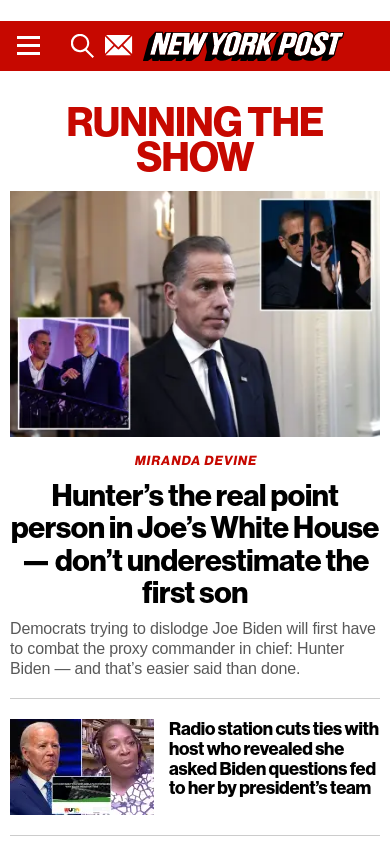 NEW YORK POST
RUNNING THE
SHOW
MIRANDA DEVINE
Hunter’s the real point
person in Joe’s White House
— don’t underestimate the
first son
Democrats trying to dislodge Joe Biden will first have
to combat the proxy commander in chief: Hunter
Biden — and that’s easier said than done.
Radio station cuts ties with
host who revealed she
asked Biden questions fed
to her by president’s team